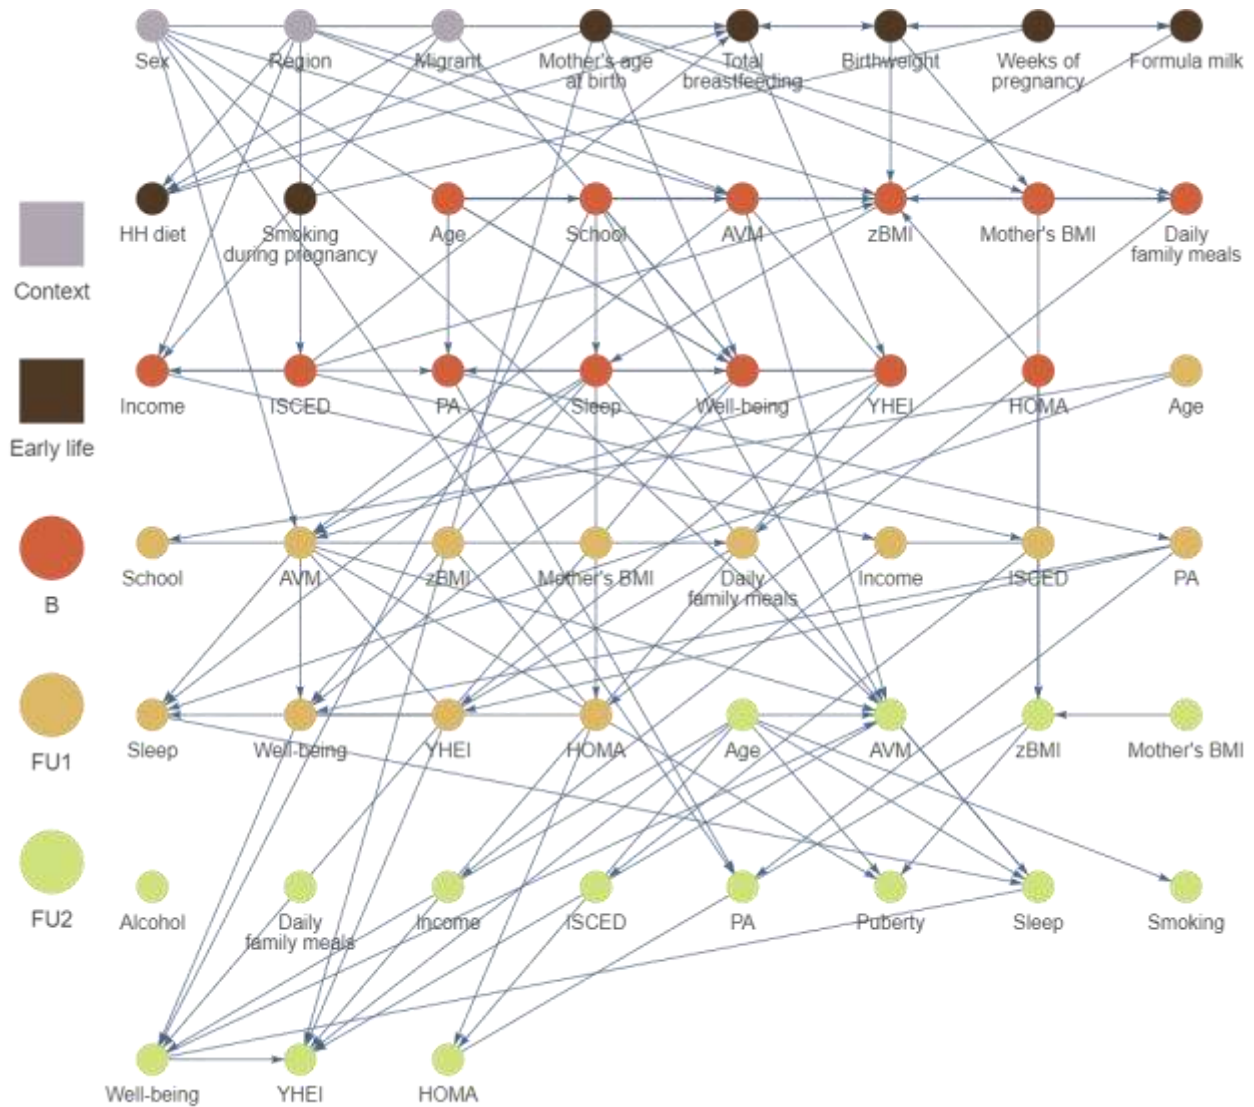 Sex
Region
Migrant
Mother's age
at birth
Total
breastfeeding
Birthweight
Weeks of
pregnancy
Formula milk
HH diet
Smoking
during pregnancy
Age
School
AVM
zBMI
Mother's BMI
Daily
family meals
Context
Income
ISCED
PA
Sleep
Well-being
YHEI
HOMA
Age
Early life
School
AVM
zBMI
Mother's BMI
Daily
family meals
Income
ISCED
PA
B
Sleep
Well-being
YHEI
HOMA
Age
AVM
zBMI
Mother's BMI
FU1
Alcohol
Daily
family meals
Income
ISCED
PA
Puberty
Sleep
Smoking
FU2
Well-being
YHEI
HOMA